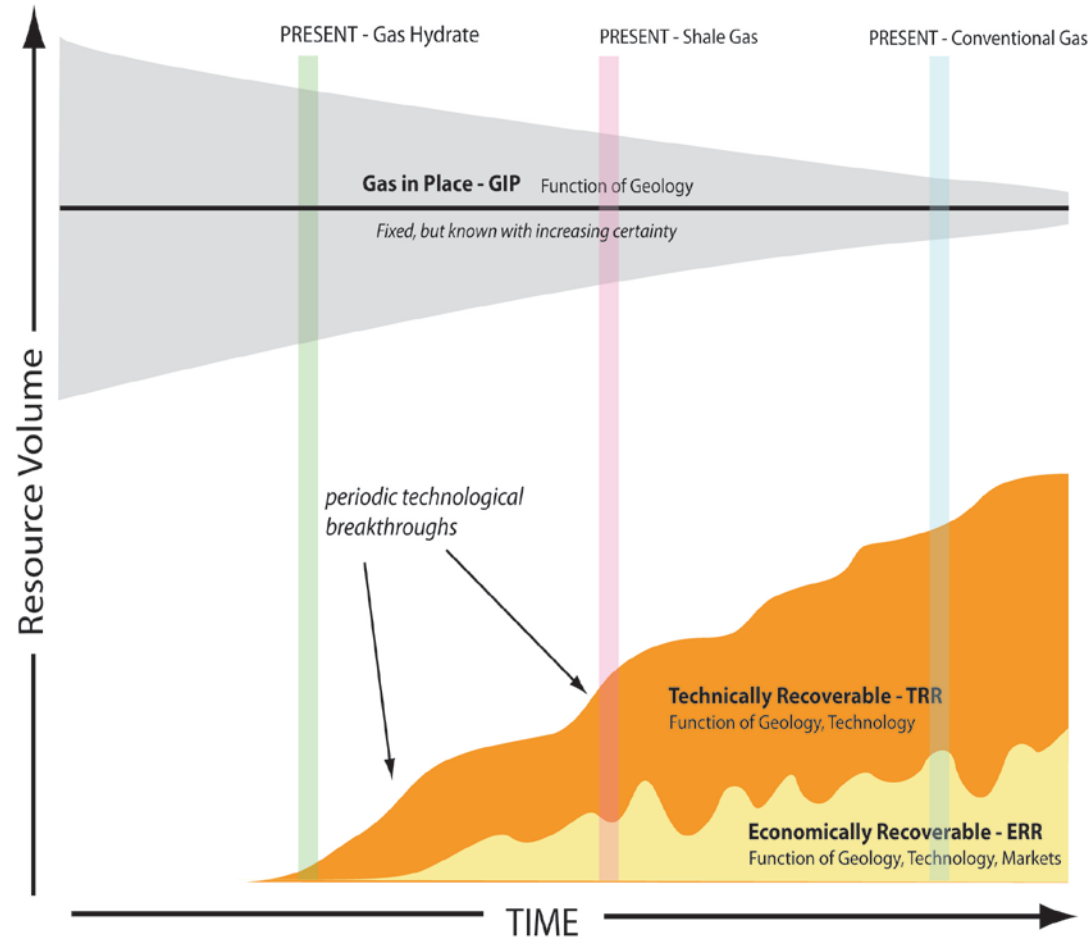 PRESENT - Gas Hydrate
PRESENT - Shale Gas
PRESENT - Conventional Gas
Gas in Place - GIP Function of Geology
Fixed, but known with increasing certainty
Resource Volume
periodic technological
breakthroughs
Technically Recoverable - TRR
Function of Geology, Technology
Economically Recoverable - ERR
Function of Geology, Technology, Markets
TIME